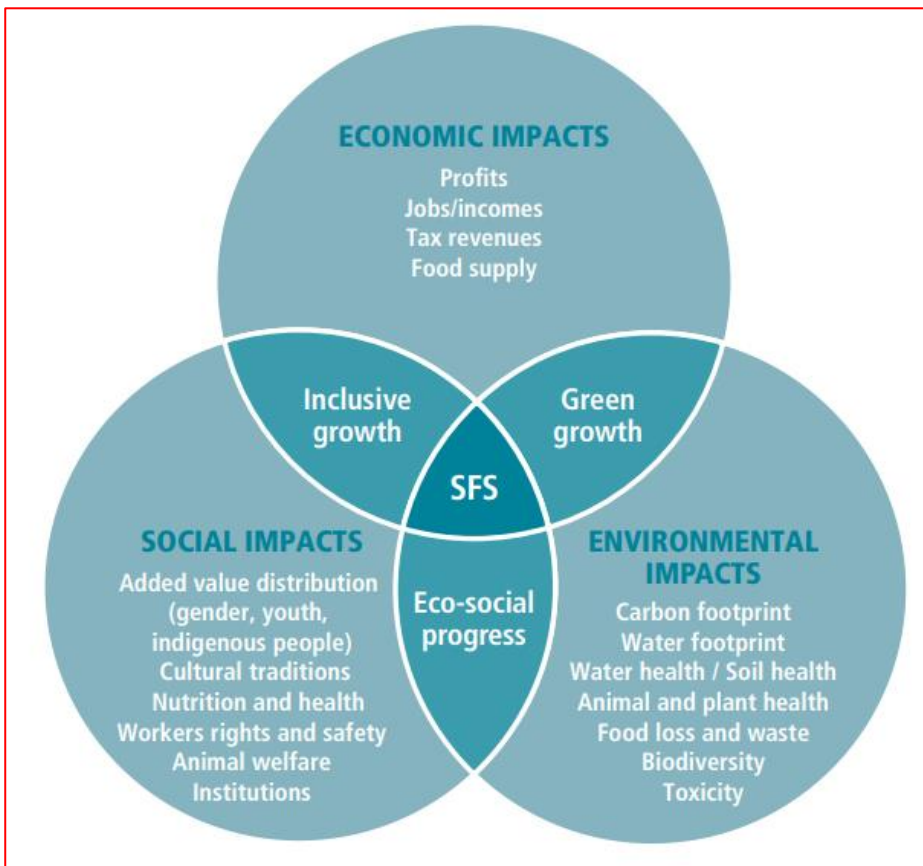 ECONOMIC IMPACTS
Profits
Jobs/incomes
Tax revenues
Food supply
Inclusive
growth
Green
growth
SFS
SOCIAL IMPACTS
Added value distribution
(gender, youth,
indigenous people)
Cultural traditions
Nutrition and health
Workers rights and safety
Animal welfare
Institutions
Eco-social
progress
ENVIRONMENTAL
IMPACTS
Carbon footprint
Water footprint
Water health / Soil health
Animal and plant health
Food loss and waste
Biodiversity
Toxicity